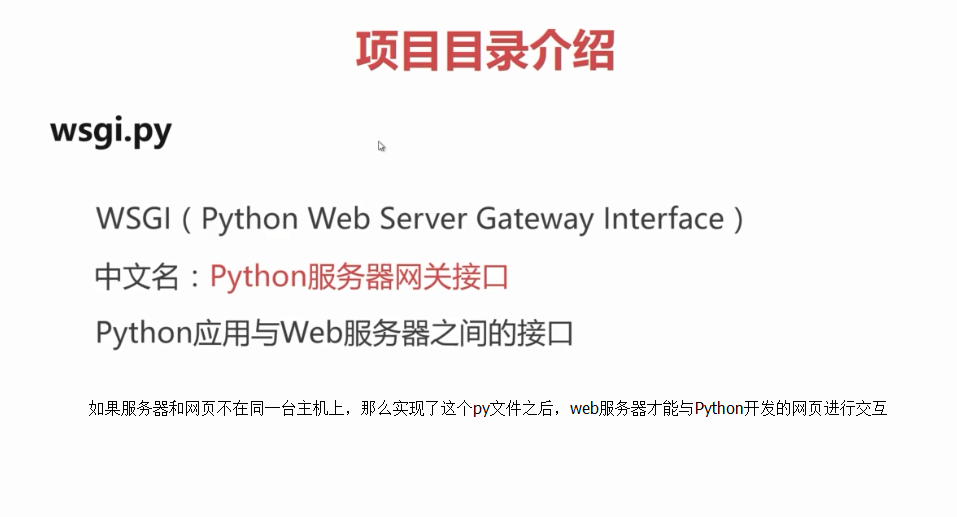 项目目录介绍
wsgi.py
WSGI（Python Web Server Gateway Interface）
中文名：Python服务器网关接口
Python应用与Web服务器之间的接口
如果服务器和网页不在同一台主机上，那么实现了这个py文件之后，web服务器才能与Python开发的网页进行交互